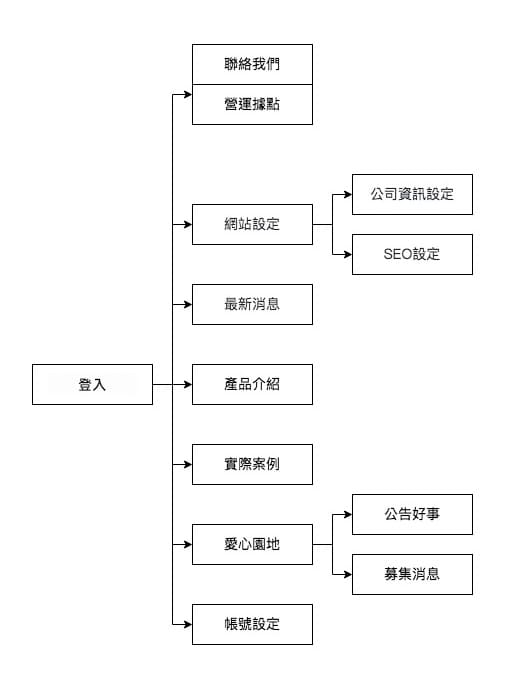 聯絡我們
營運據點
網站設定
公司資訊設定
SEO設定
最新消息
登入
產品介紹
實際案例
愛心園地
公告好事
募集消息
帳號設定